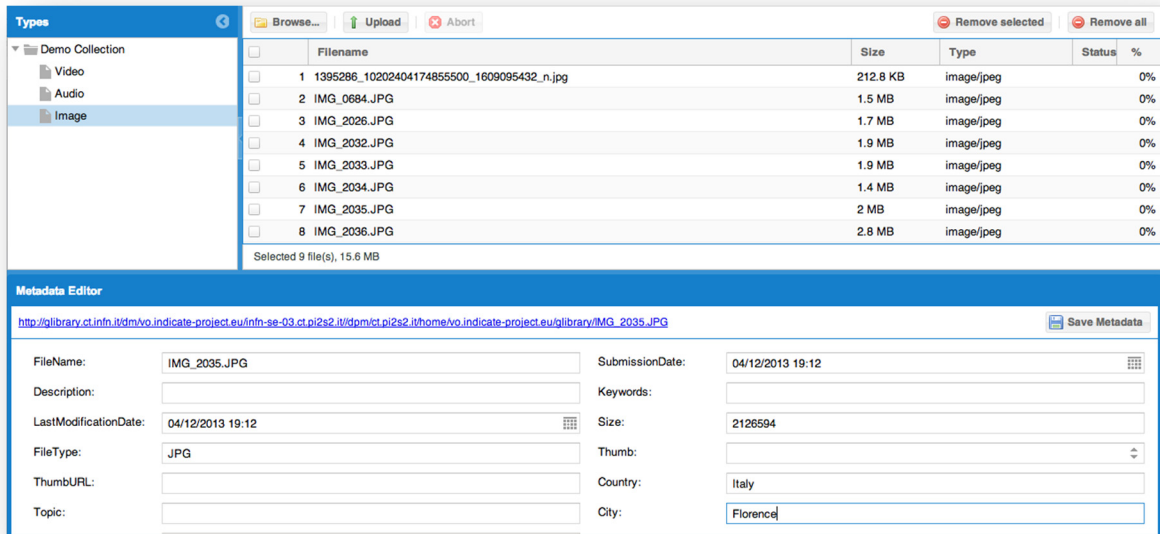 Types
Browse... Upload Abort Remove selected Remove all
Demo Collection
Video
Audio
Image
Filename Size Type Status %
1 1395286_10202404174855500_1609095432_n.jpg 212.8 KB image/jpeg 0%
2 IMG_0684.JPG 1.5 MB image/jpeg 0%
3 IMG_2026.JPG 1.7 MB image/jpeg 0%
4 IMG_2032.JPG 1.9 MB image/jpeg 0%
5 IMG_2033.JPG 1.9 MB image/jpeg 0%
6 IMG_2034.JPG 1.4 MB image/jpeg 0%
7 IMG_2035.JPG 2 MB image/jpeg 0%
8 IMG_2036.JPG 2.8 MB image/jpeg 0%
Selected 9 file(s), 15.6 MB
Metadata Editor
http://glibrary.ct.infn.it/dm/vo.indicate-project.eu/infn-se-03.ct.pi2s2.it//dpm/ct.pi2s2.it/home/vo.indicate-project.eu/glibrary/IMG_2035.JPG Save Metadata
FileName: IMG_2035.JPG SubmissionDate: 04/12/2013 19:12
Description: Keywords:
LastModificationDate: 04/12/2013 19:12 Size: 2126594
FileType: JPG Thumb:
ThumbURL: Country: Italy
Topic: City: Florence